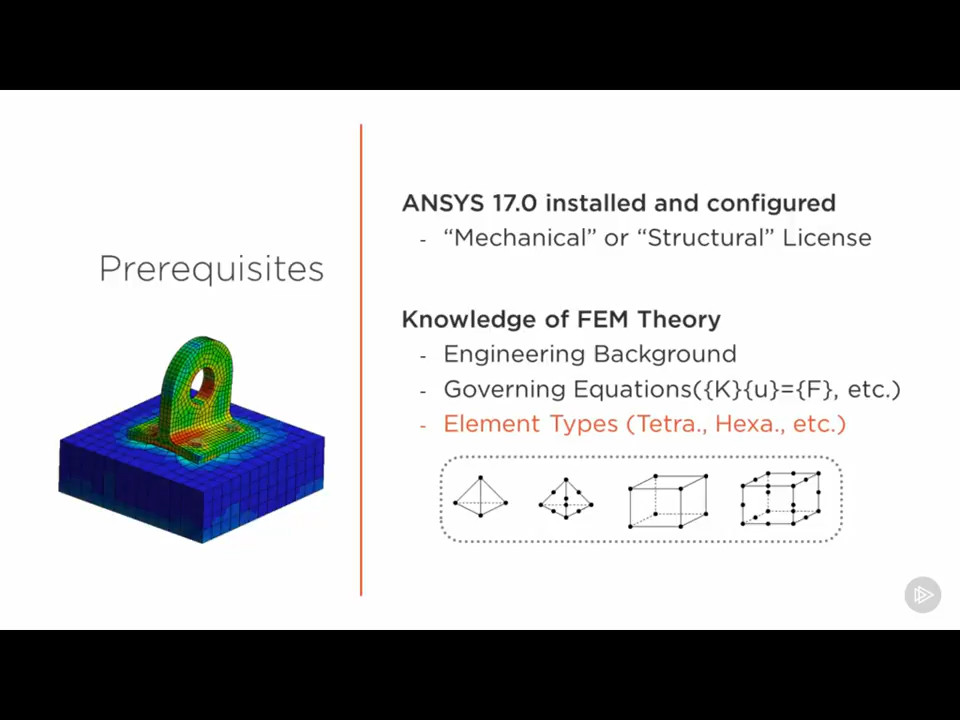 Prerequisites
ANSYS 17.0 installed and configured
- “Mechanical” or “Structural” License
Knowledge of FEM Theory
- Engineering Background
- Governing Equations({K}{u}={F}, etc.)
- Element Types (Tetra., Hexa., etc.)